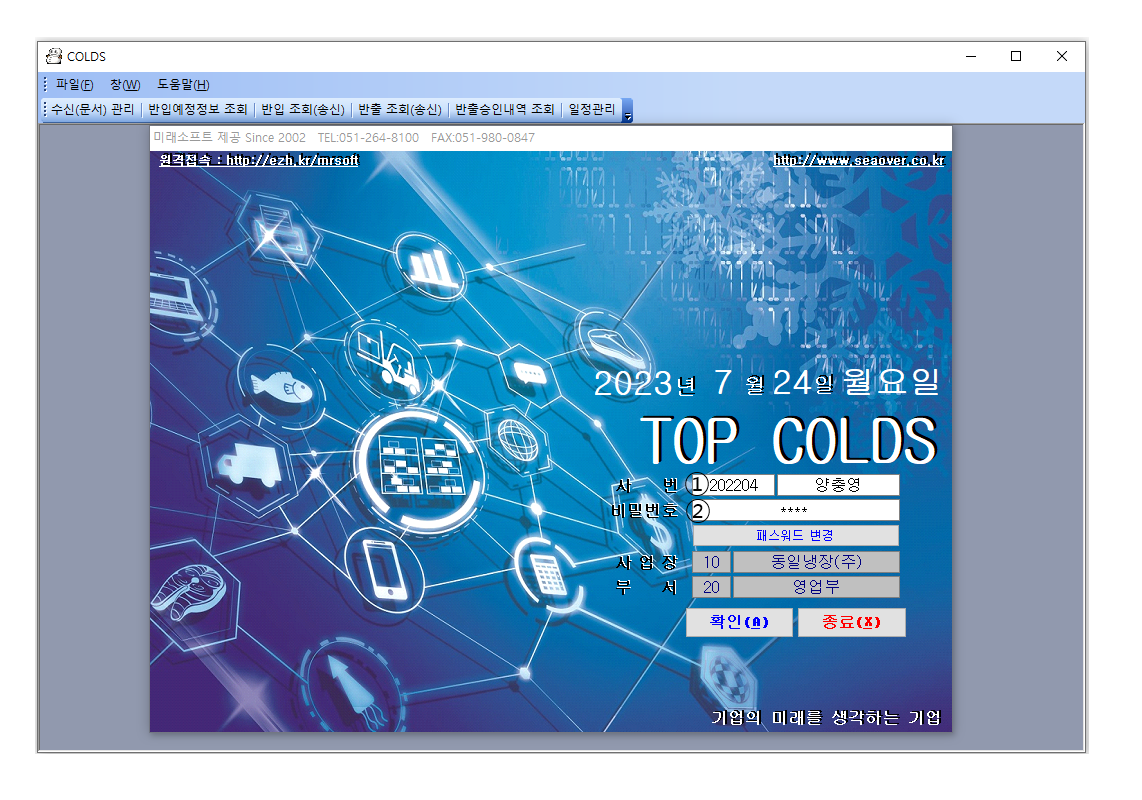 COLDS
파일(F) 창(W) 도움말(H)
수신(문서) 관리 반입예정정보 조회 반입 조회(송신) 반출 조회(송신) 반출승인내역 조회 일정관리
미래소프트 제공 Since 2002 TEL:051-264-8100 FAX:051-980-0847
원격접속 : http://ezh.kr/mrsoft http://www.seaover.co.kr
2023년 7 월 24일 월요일
TOP COLDS
사 번 ①202204 양충영
비밀번호 ② ****
패스워드 변경
사업장 10 동일냉장(주)
부 서 20 영업부
확인(A) 종료(X)
기업의 미래를 생각하는 기업